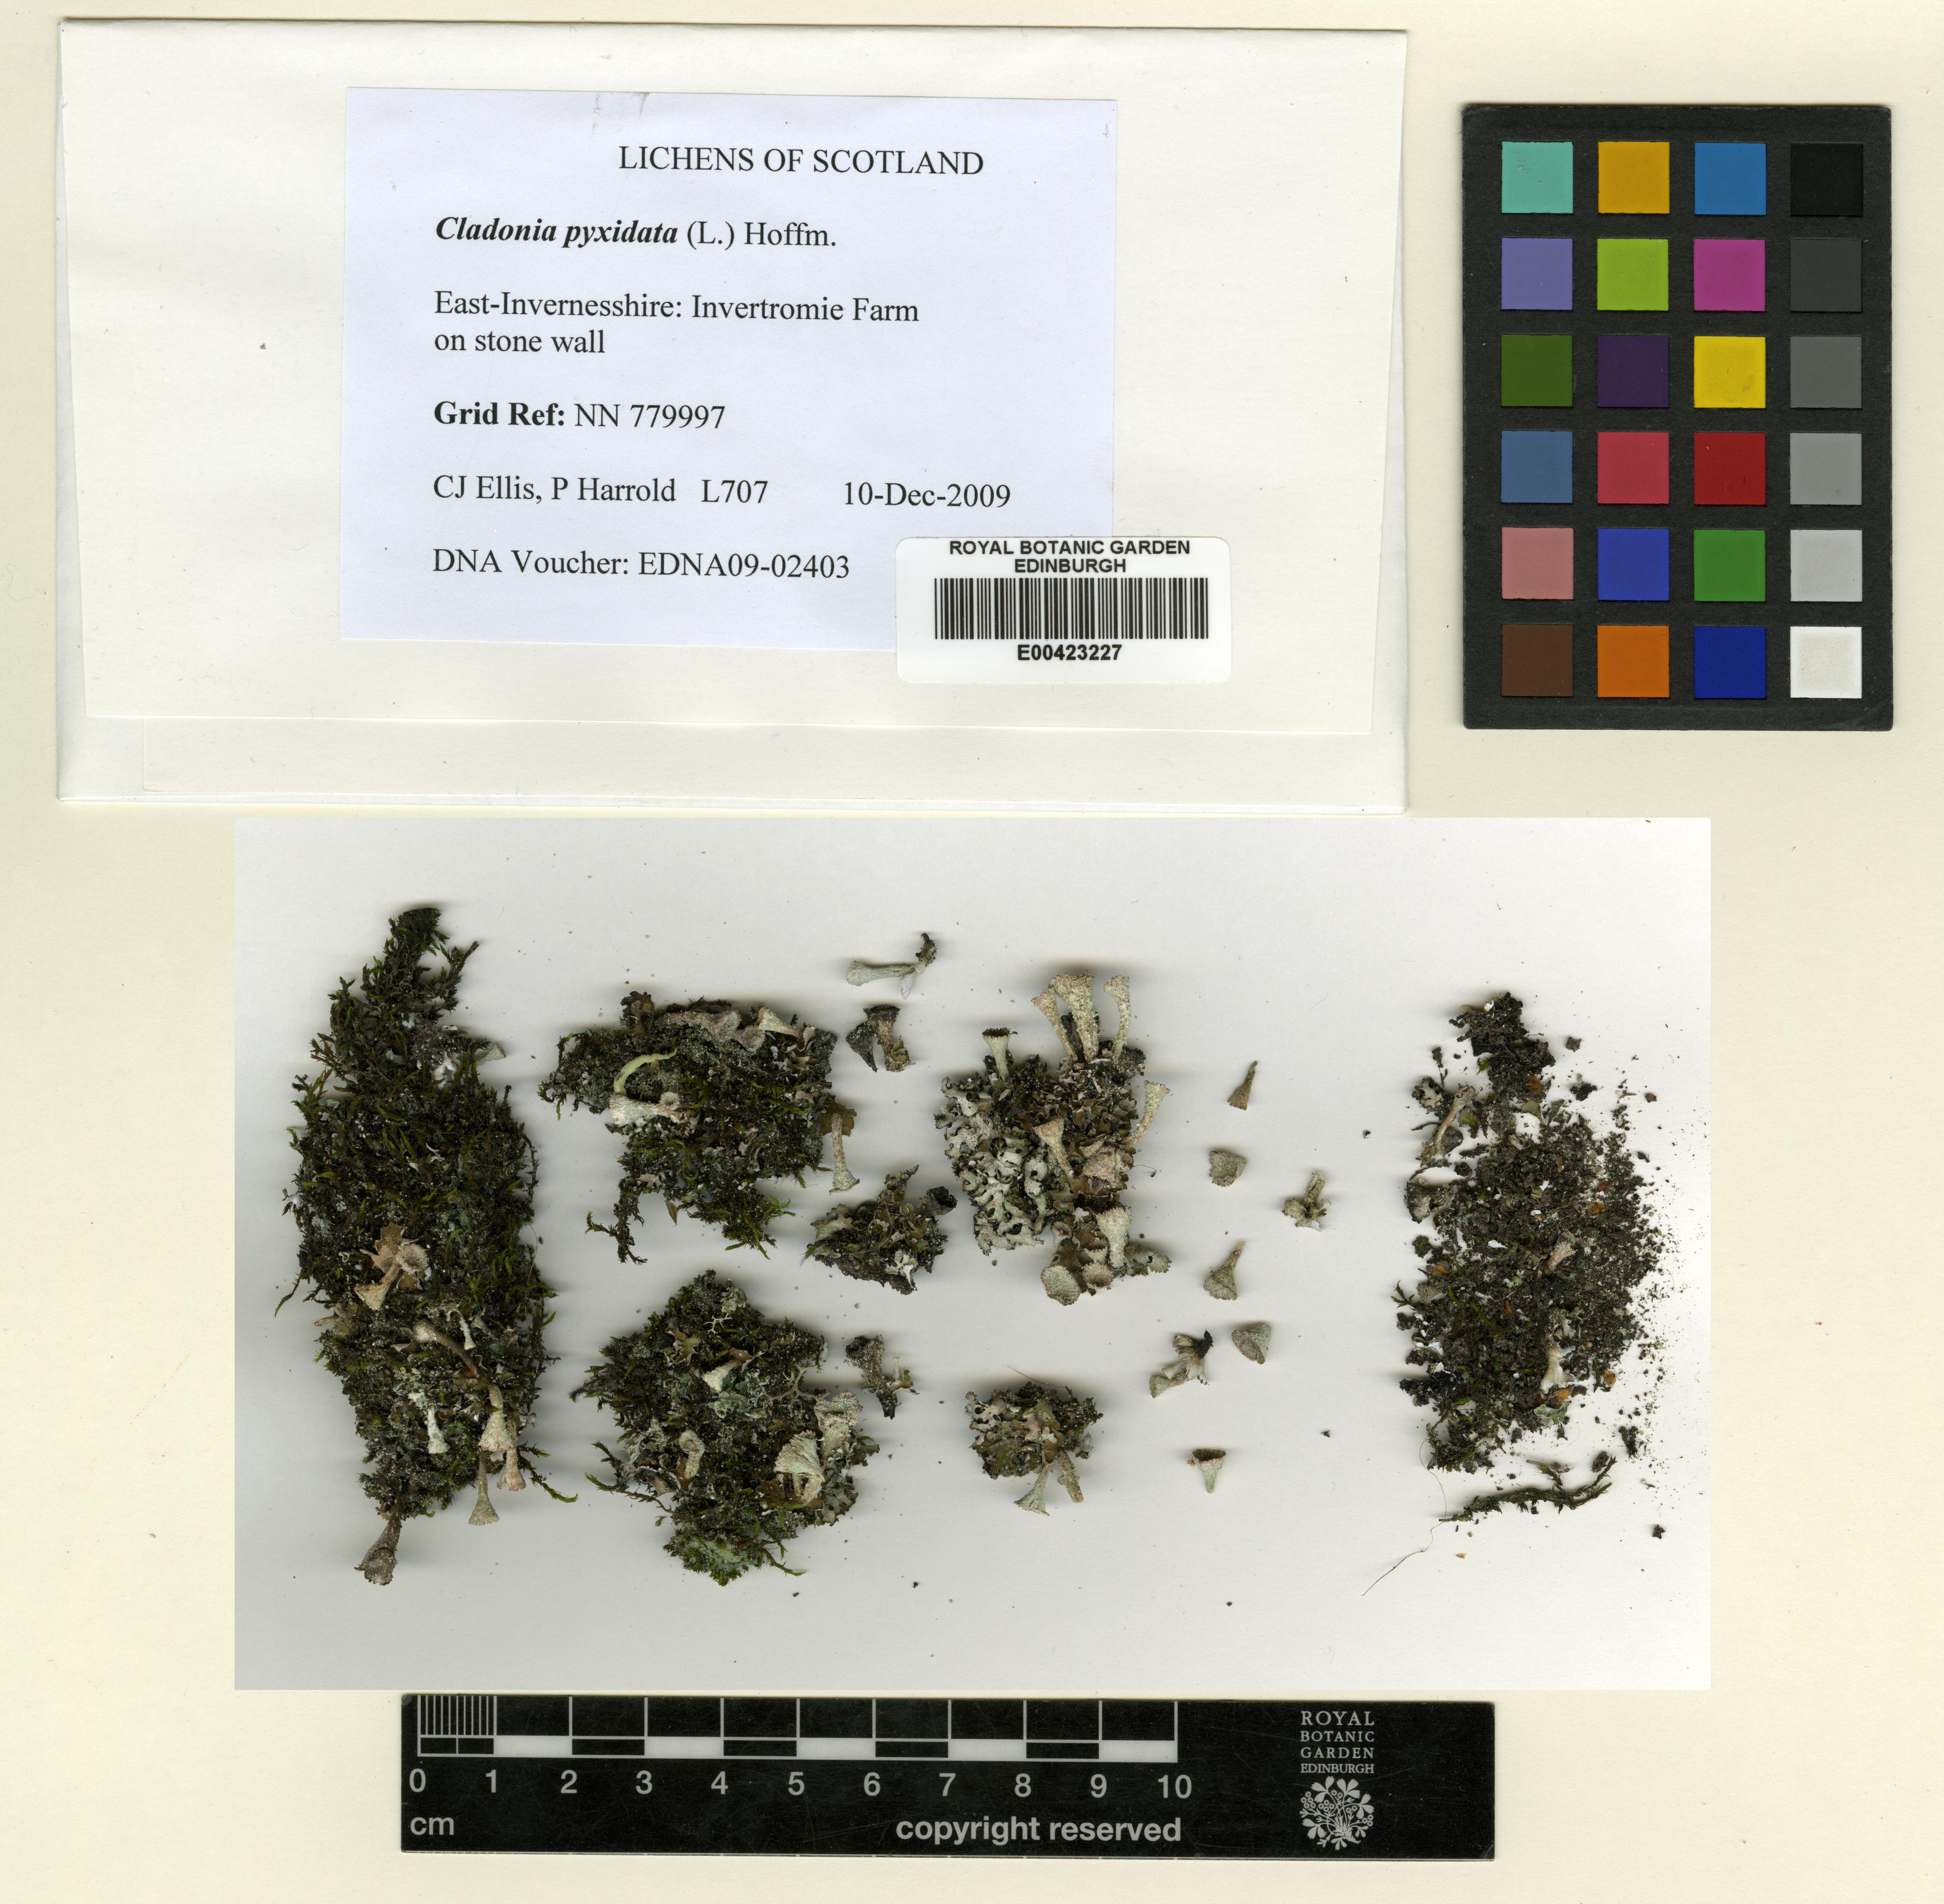 LICHENS OF SCOTLAND
Cladonia pyxidata (L.) Hoffm.
East-Invernesshire: Invertromie Farm
on stone wall
Grid Ref: NN 779997
CJ Ellis, P Harrold L707 10-Dec-2009
DNA Voucher: EDNA09-02403
ROYAL BOTANIC GARDEN
EDINBURGH
E00423227
0 1 2 3 4 5 6 7 8 9 10
cm
copyright reserved
ROYAL
BOTANIC
GARDEN
EDINBURGH